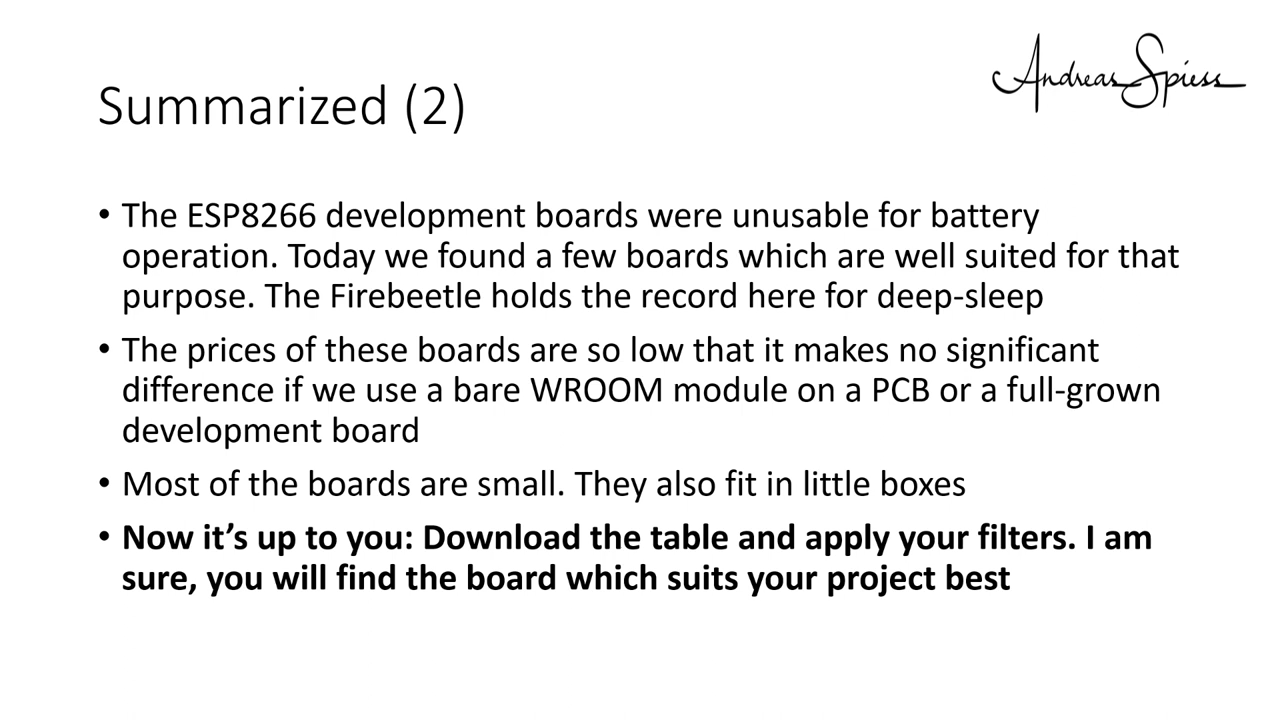 Andreas Spiess
Summarized (2)
• The ESP8266 development boards were unusable for battery
operation. Today we found a few boards which are well suited for that
purpose. The Firebeetle holds the record here for deep-sleep
• The prices of these boards are so low that it makes no significant
difference if we use a bare WROOM module on a PCB or a full-grown
development board
• Most of the boards are small. They also fit in little boxes
• Now it’s up to you: Download the table and apply your filters. I am
sure, you will find the board which suits your project best